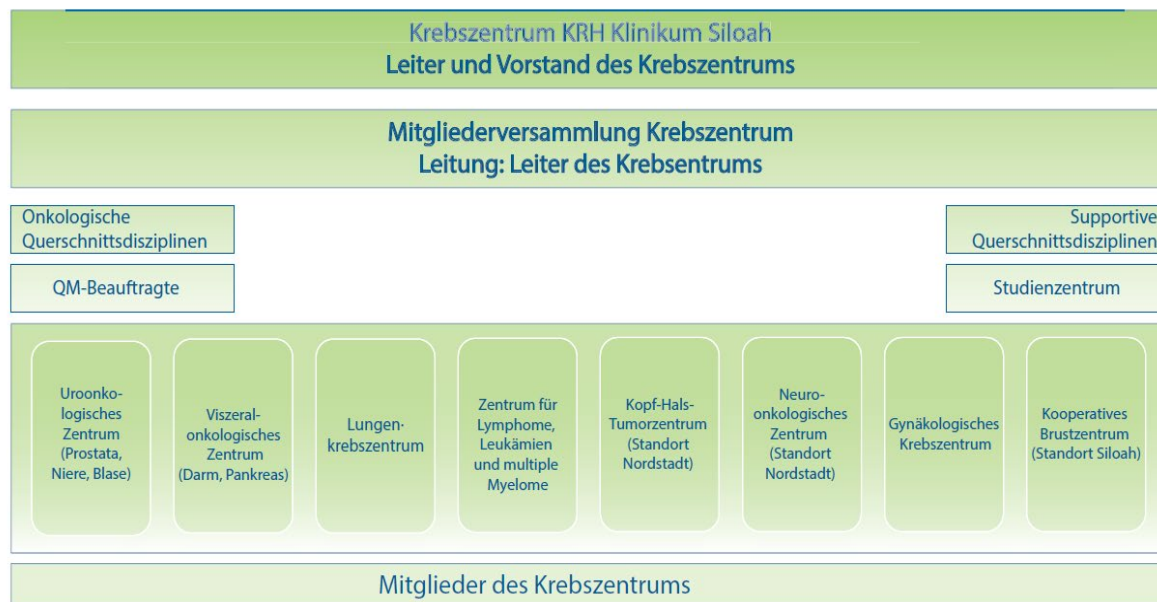 Krebszentrum KRH Klinikum Siloah
Leiter und Vorstand des Krebszentrums
Mitgliederversammlung Krebszentrum
Leitung: Leiter des Krebsentrums
Onkologische
Querschnittsdisziplinen
Supportive
Querschnittsdisziplinen
QM-Beauftragte
Studienzentrum
Uroonko-
logisches
Zentrum
(Prostata,
Niere, Blase)
Viszeral-
onkologisches
Zentrum
(Darm, Pankreas)
Lungen-
krebszentrum
Zentrum für
Lymphome,
Leukämien
und multiple
Myelome
Kopf-Hals-
Tumorzentrum
(Standort
Nordstadt)
Neuro-
onkologisches
Zentrum
(Standort
Nordstadt)
Gynäkologisches
Krebszentrum
Kooperatives
Brustzentrum
(Standort Siloah)
Mitglieder des Krebszentrums